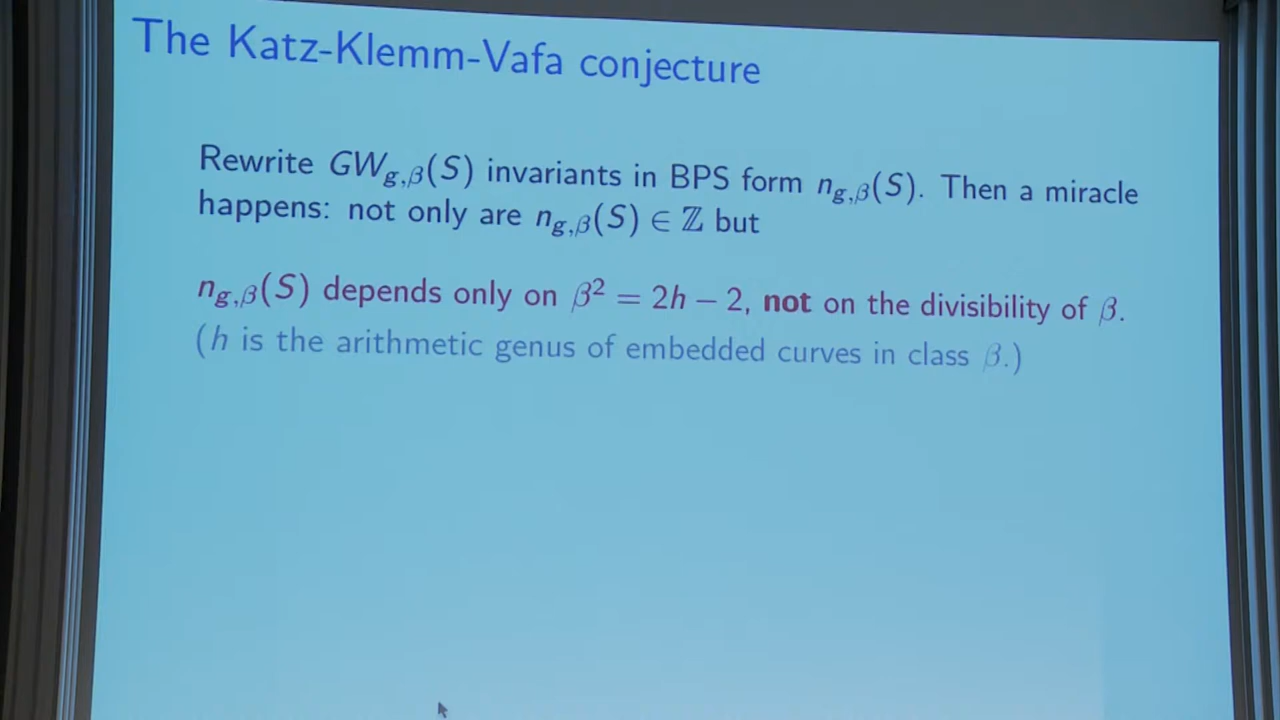 The Katz-Klemm-Vafa conjecture
Rewrite GW_{g,β}(S) invariants in BPS form n_{g,β}(S). Then a miracle
happens: not only are n_{g,β}(S) ∈ ℤ but
n_{g,β}(S) depends only on β² = 2h − 2, not on the divisibility of β.
(h is the arithmetic genus of embedded curves in class β.)